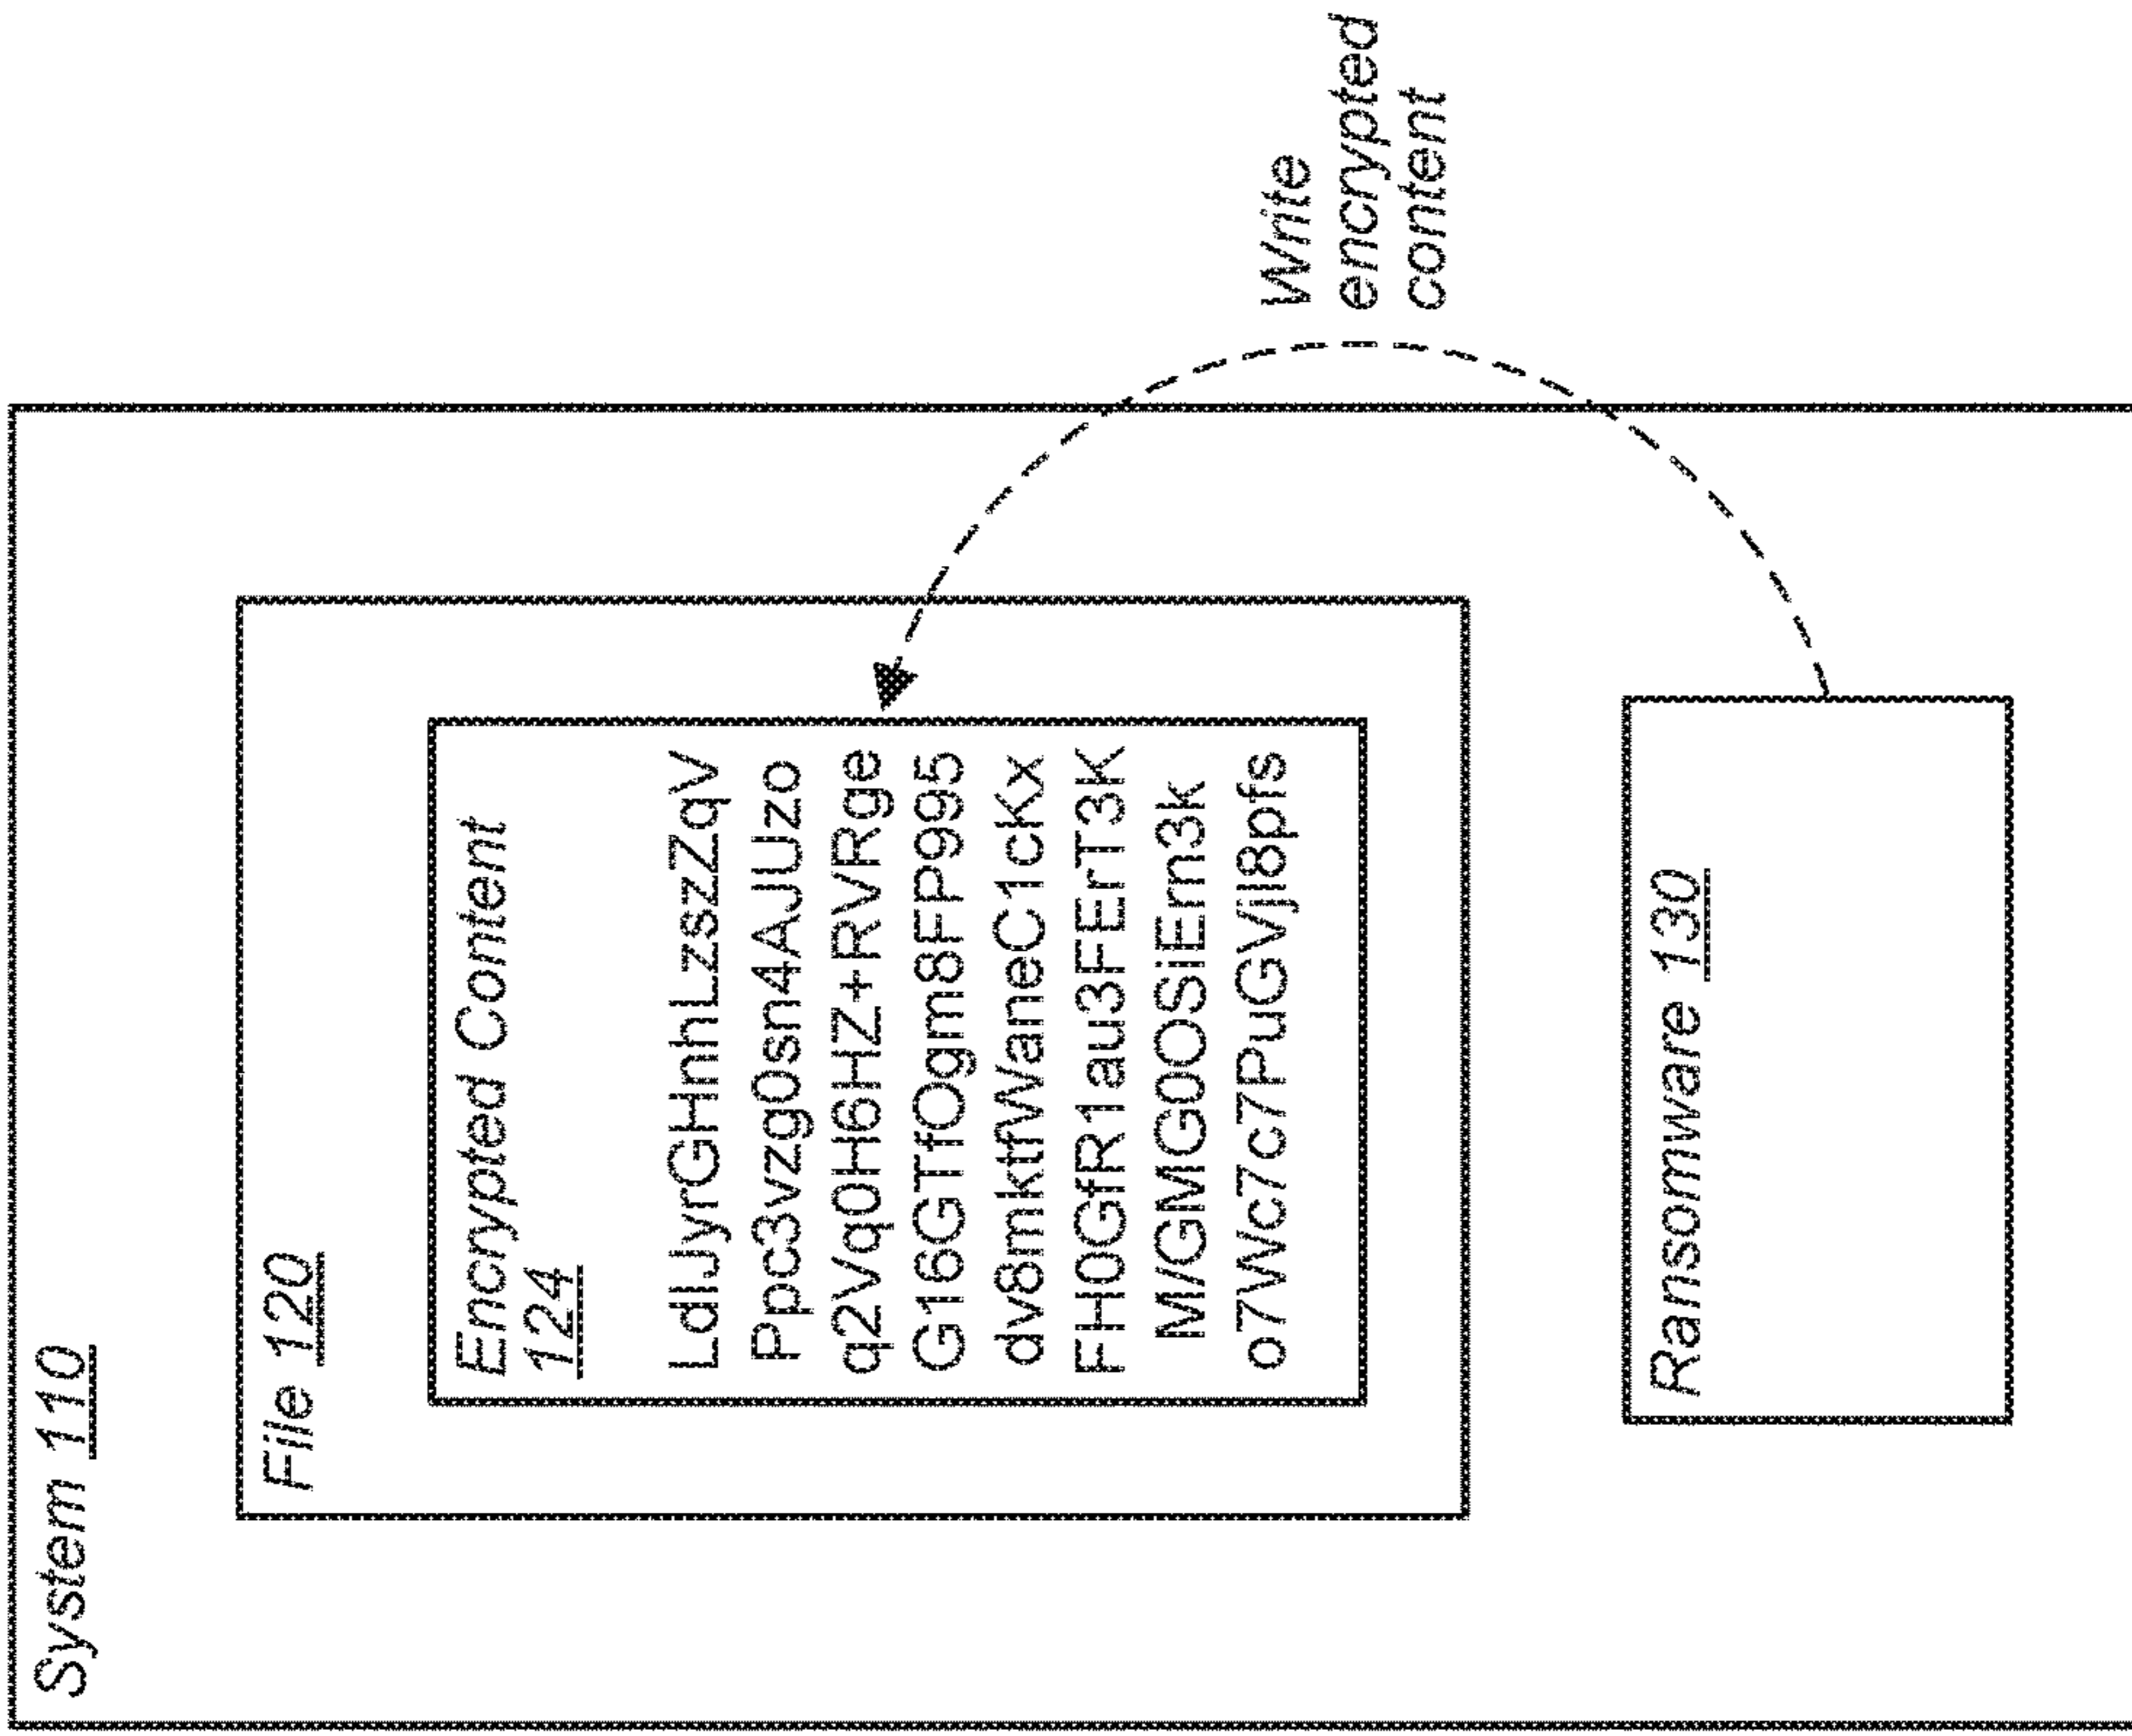 System 110
File 120
Encrypted Content
124
LdlJyrGHnhLzszZqV
Ppc3vzg0sn4AJUzo
q2Vq0H6HZ+RVRge
G16GTfOgm8FP995
dv8mktfWaneC1cKx
FH0GfR1au3FErT3K
M/GMG0OSiErn3k
o7Wc7c7PuGVjl8pfs
Write
encrypted
content
Ransomware 130